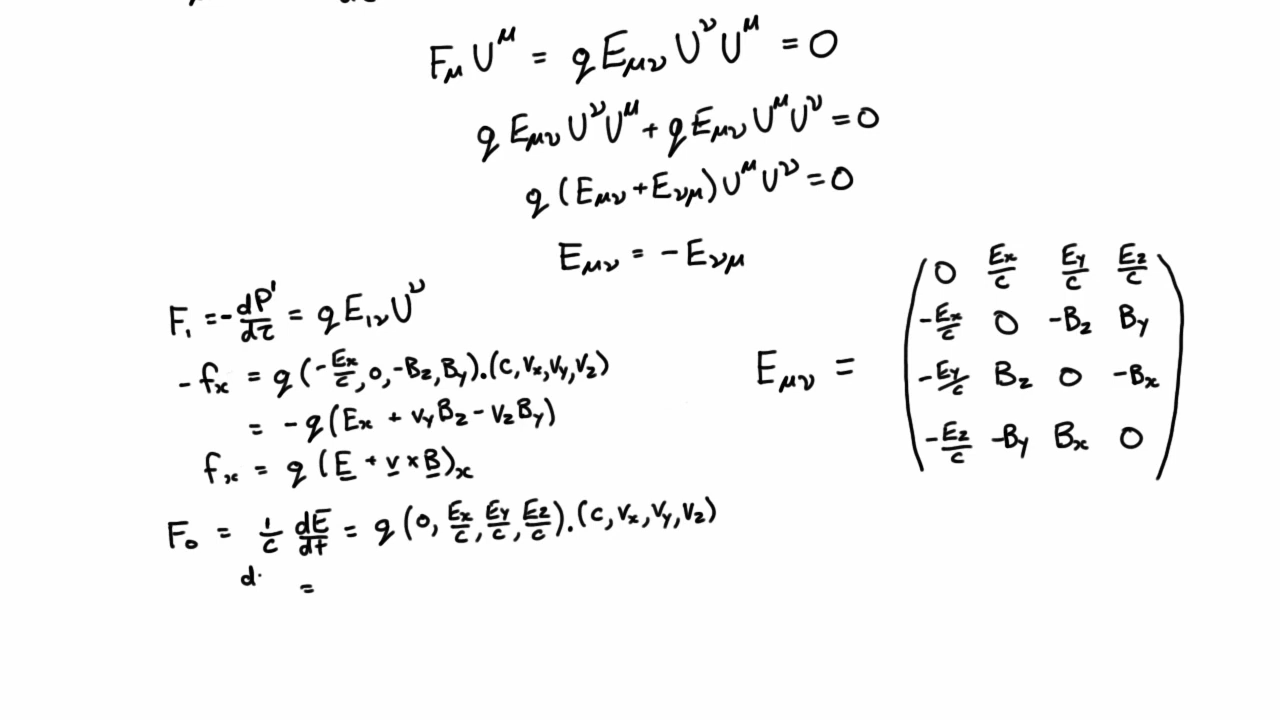 F_μ U^μ = q E_μν U^ν U^μ = 0
q E_μν U^ν U^μ + q E_μν U^μ U^ν = 0
q (E_μν + E_νμ) U^μ U^ν = 0
E_μν = - E_νμ
F_1 = - dP'/dτ = q E_1ν U^ν
- f_x = q (-E_x/c, 0, -B_z, B_y).(c, v_x, v_y, v_z)
= - q (E_x + v_y B_z - v_z B_y)
f_x = q (E + v × B)_x
F_0 = 1/c dE/dt = q (0, E_x/c, E_y/c, E_z/c).(c, v_x, v_y, v_z)
d. =
E_μν =
0 E_x/c E_y/c E_z/c
-E_x/c 0 -B_z B_y
-E_y/c B_z 0 -B_x
-E_z/c -B_y B_x 0